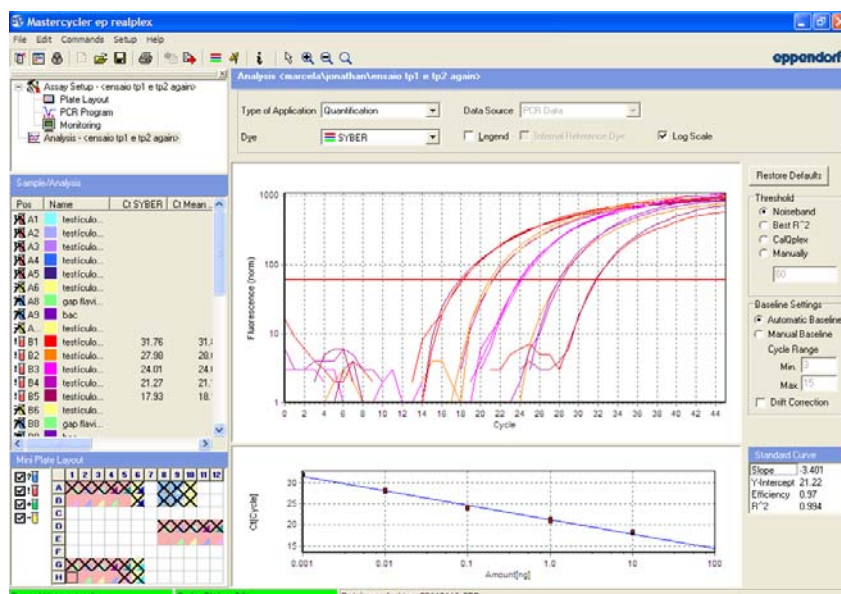 Mastercycler ep realplex
File Edit Commands Setup Help
eppendorf
Assay Setup - <ensaio tp1 e tp2 again>
Plate Layout
PCR Program
Monitoring
Analysis - <ensaio tp1 e tp2 again>
Analysis <marcela\jonathan\ensaio tp1 e tp2 again>
Type of Application Quantification Data Source PCR Data
Dye SYBER Legend Internal Reference Dye Log Scale
Sample/Analysis
Pos Name Ct SYBER Ct Mean ...
A1 testículo...
A2 testículo...
A3 testículo...
A4 testículo...
A5 testículo...
A6 testículo...
A8 gap flavi...
A9 bac
A... testículo...
B1 testículo... 31.76
B2 testículo... 27.98
B3 testículo... 24.01
B4 testículo... 21.27
B5 testículo... 17.93
B6 testículo...
B8 gap flavi...
Mini Plate Layout
1 2 3 4 5 6 7 8 9 10 11 12
A
B
C
D
E
F
G
H
1000
100
10
1
Fluorescence (norm)
0 2 4 6 8 10 12 14 16 18 20 22 24 26 28 30 32 34 36 38 40 42 44
Cycle
30
25
20
15
Ct[Cycle]
0.001 0.01 0.1 1.0 10 100
Amount[ng]
Restore Defaults
Threshold
Noiseband
Best R^2
CalQplex
Manually
60
Baseline Settings
Automatic Baseline
Manual Baseline
Cycle Range
Min. 3
Max. 15
Drift Correction
Standard Curve
Slope -3.401
Y-Intercept 21.22
Efficiency 0.97
R^2 0.994